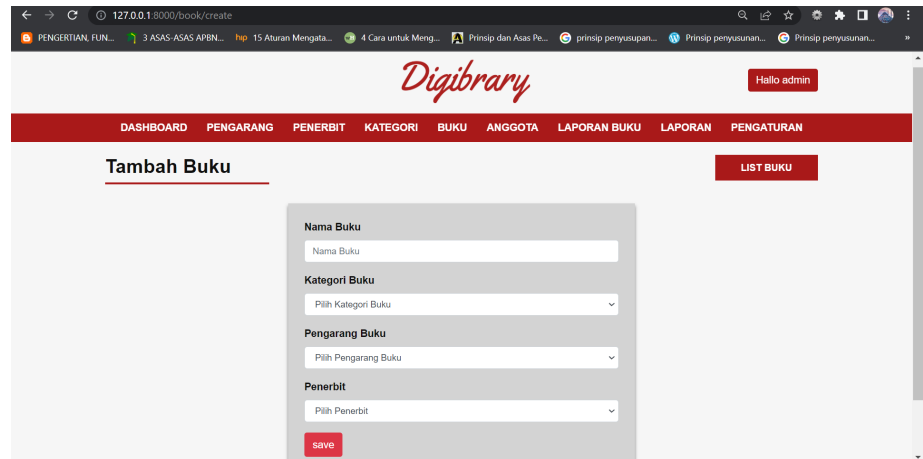 127.0.0.1:8000/book/create
PENGERTIAN, FUN... 3 ASAS-ASAS APBN... hip 15 Aturan Mengata... 4 Cara untuk Meng... Prinsip dan Asas Pe... prinsip penyusupan... Prinsip penyusunan... Prinsip penyusunan... »
Digibrary
Hallo admin
DASHBOARD PENGARANG PENERBIT KATEGORI BUKU ANGGOTA LAPORAN BUKU LAPORAN PENGATURAN
Tambah Buku
LIST BUKU
Nama Buku
Nama Buku
Kategori Buku
Pilih Kategori Buku
Pengarang Buku
Pilih Pengarang Buku
Penerbit
Pilih Penerbit
save